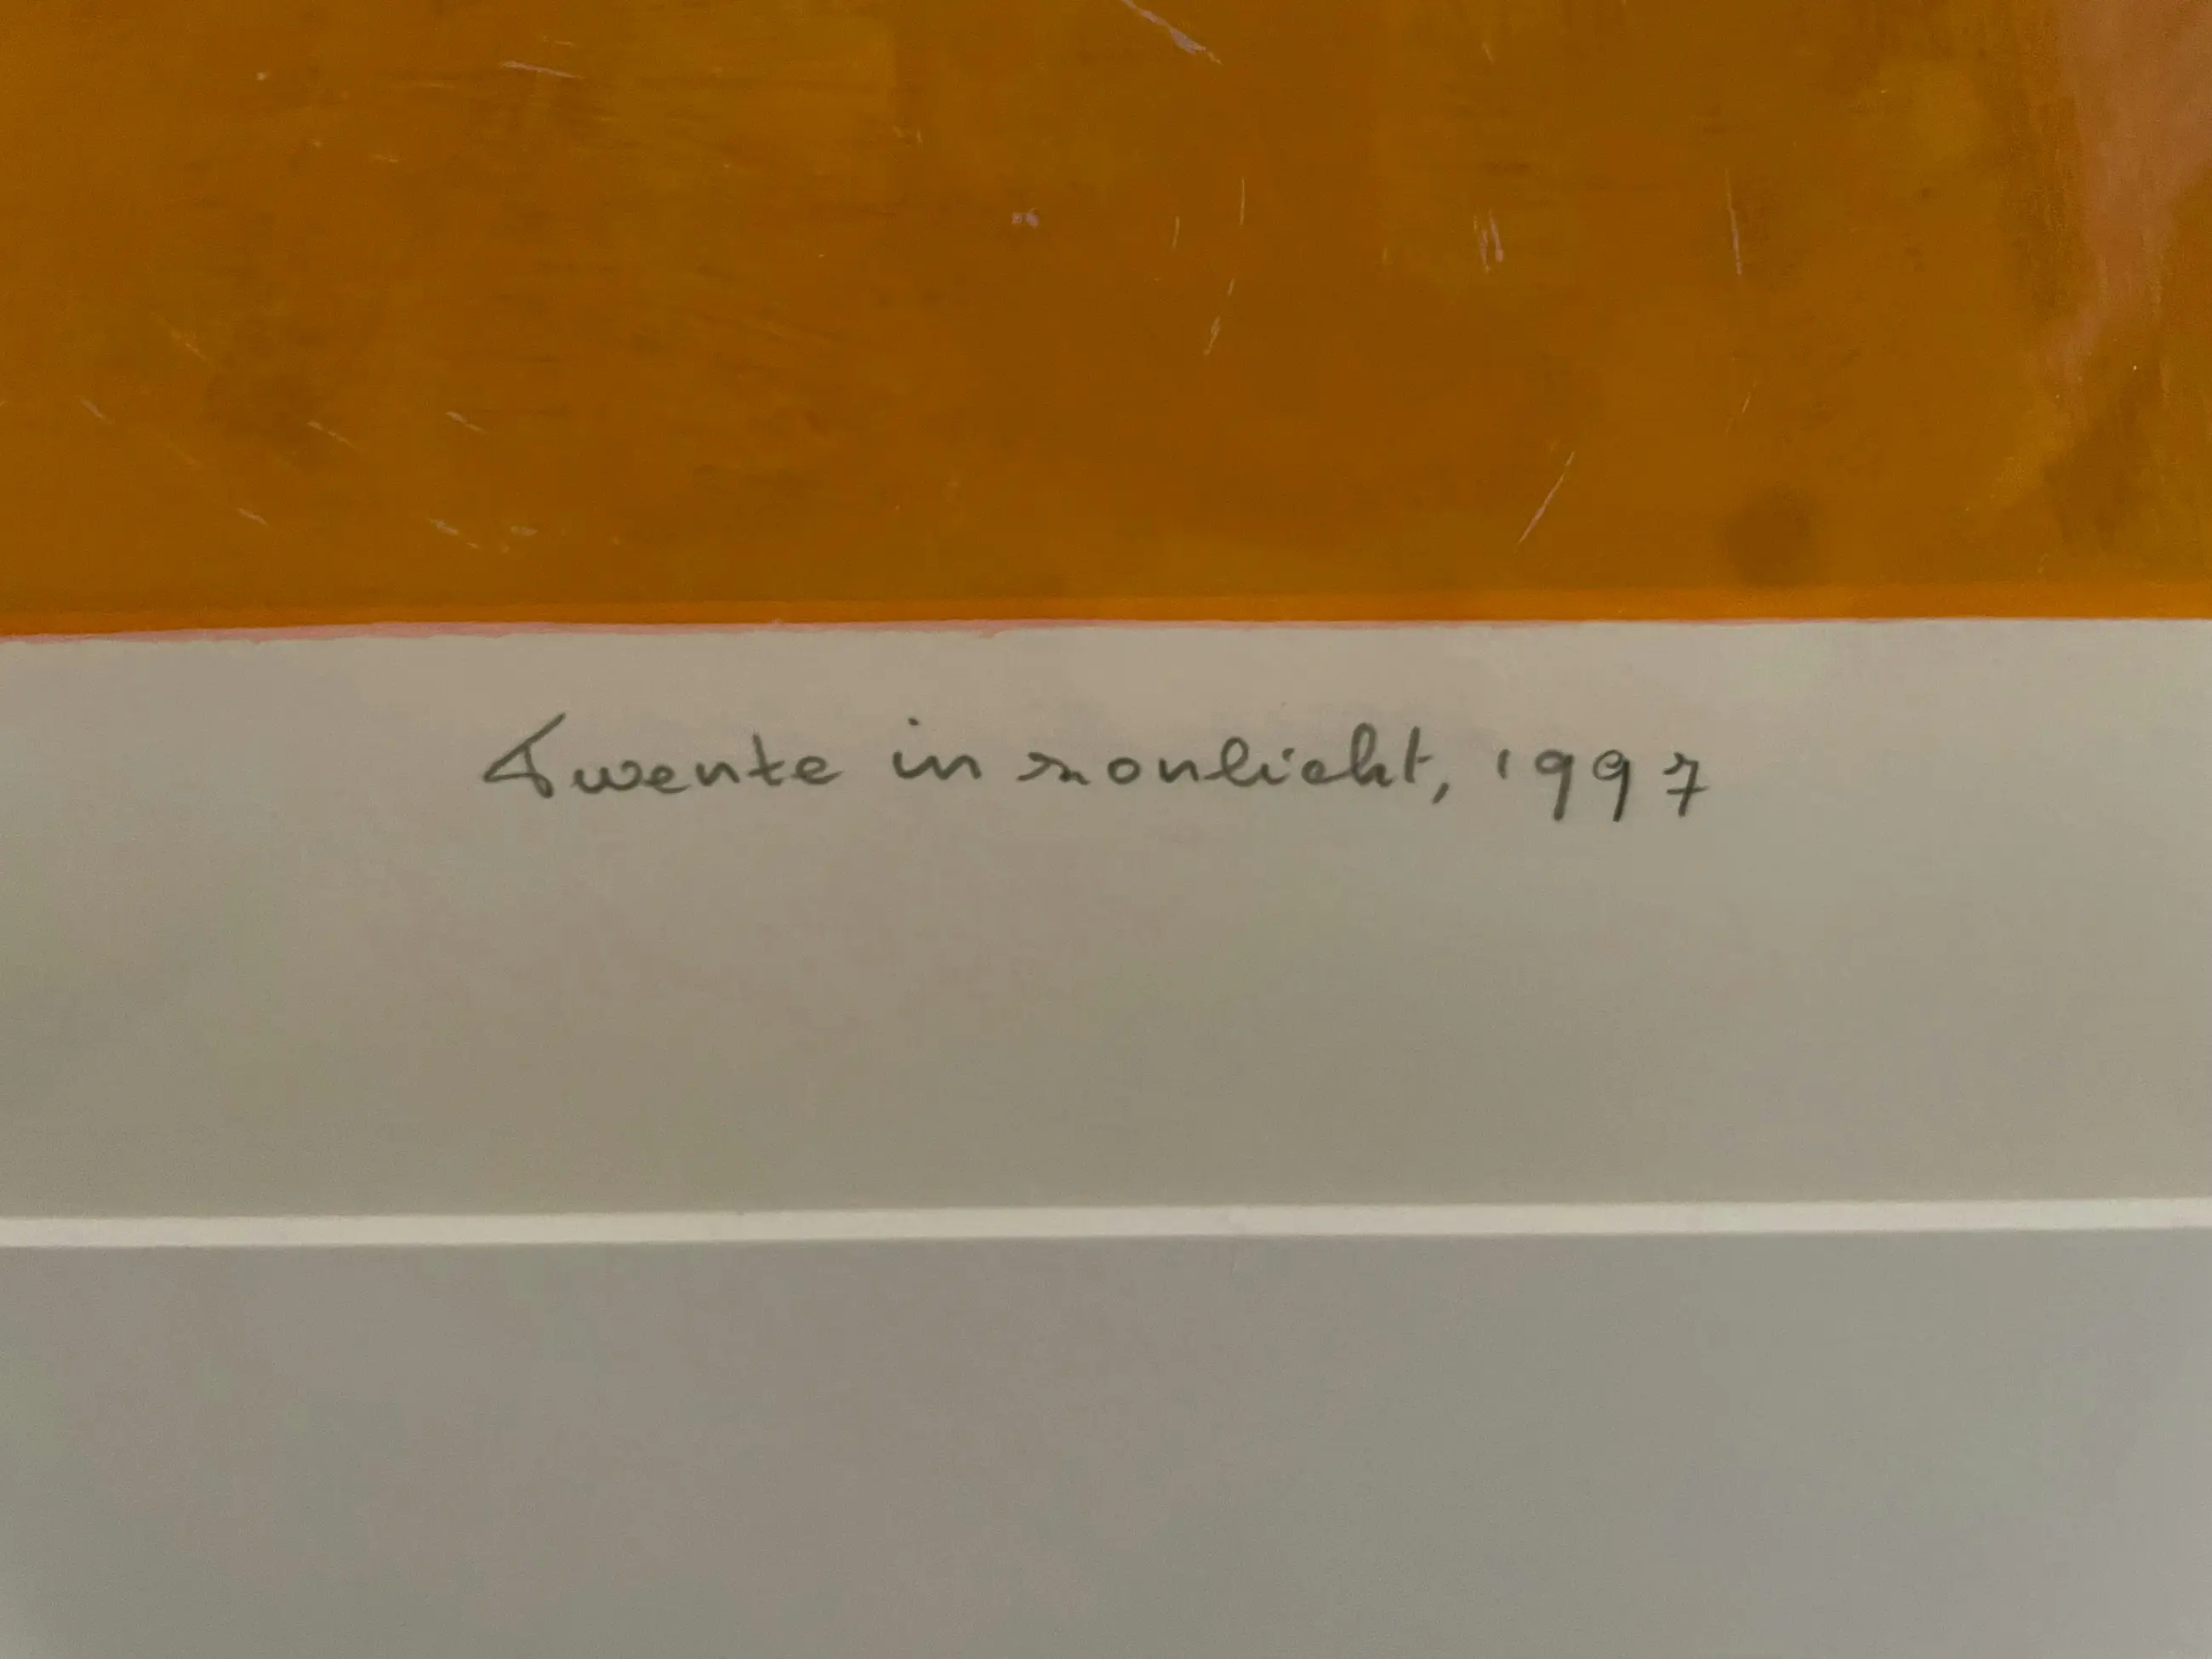 Twente in zonlicht, 1997